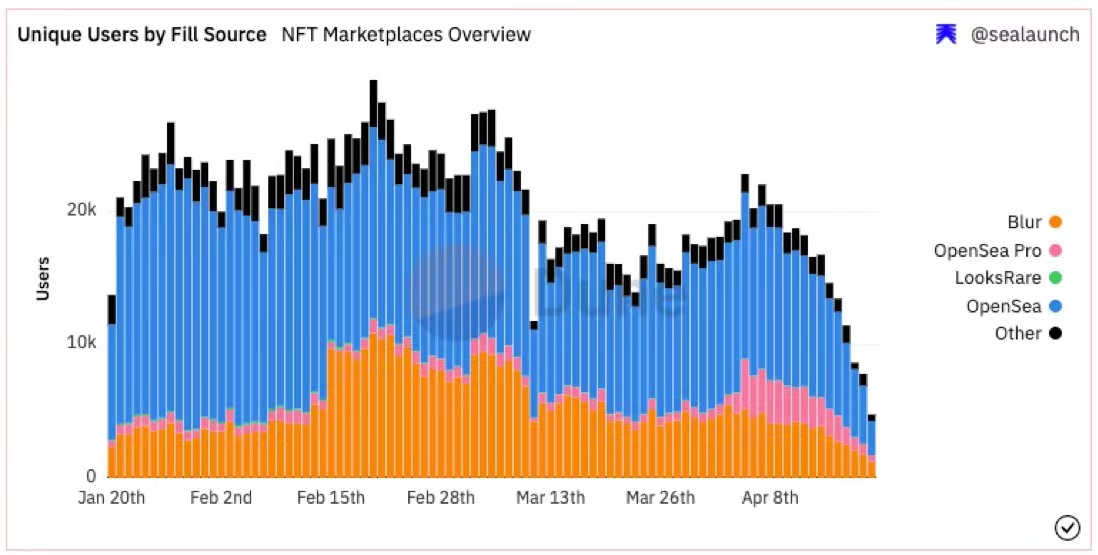 Unique Users by Fill Source NFT Marketplaces Overview
@sealaunch
20k
10k
0
Users
Dune
Blur
OpenSea Pro
LooksRare
OpenSea
Other
Jan 20th Feb 2nd Feb 15th Feb 28th Mar 13th Mar 26th Apr 8th